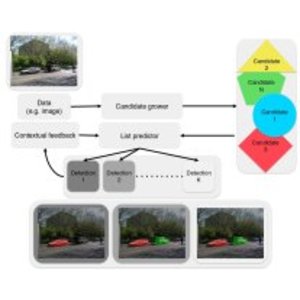 Candidate
2
Data
(e.g. Image)
Candidate grower
Candidate
N
Candidate
1
Contextual feedback
List predictor
Candidate
3
Detection
1
Detection
2
Detection
K